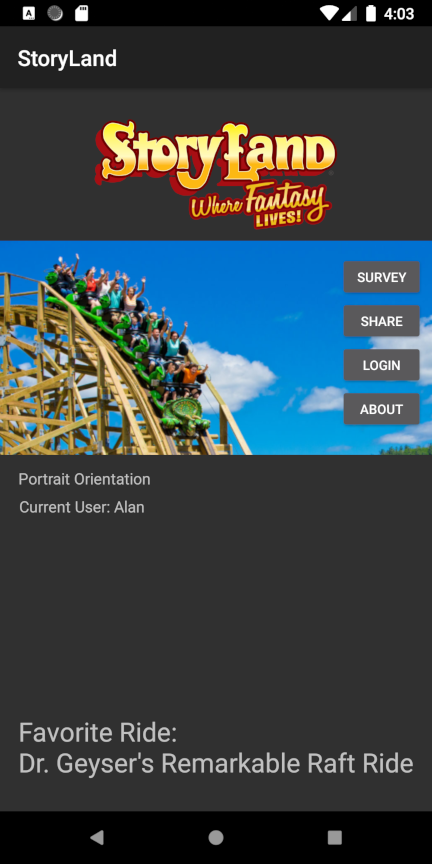 4:03
StoryLand
StoryLand
Where Fantasy
LIVES!
SURVEY
SHARE
LOGIN
ABOUT
Portrait Orientation
Current User: Alan
Favorite Ride:
Dr. Geyser's Remarkable Raft Ride